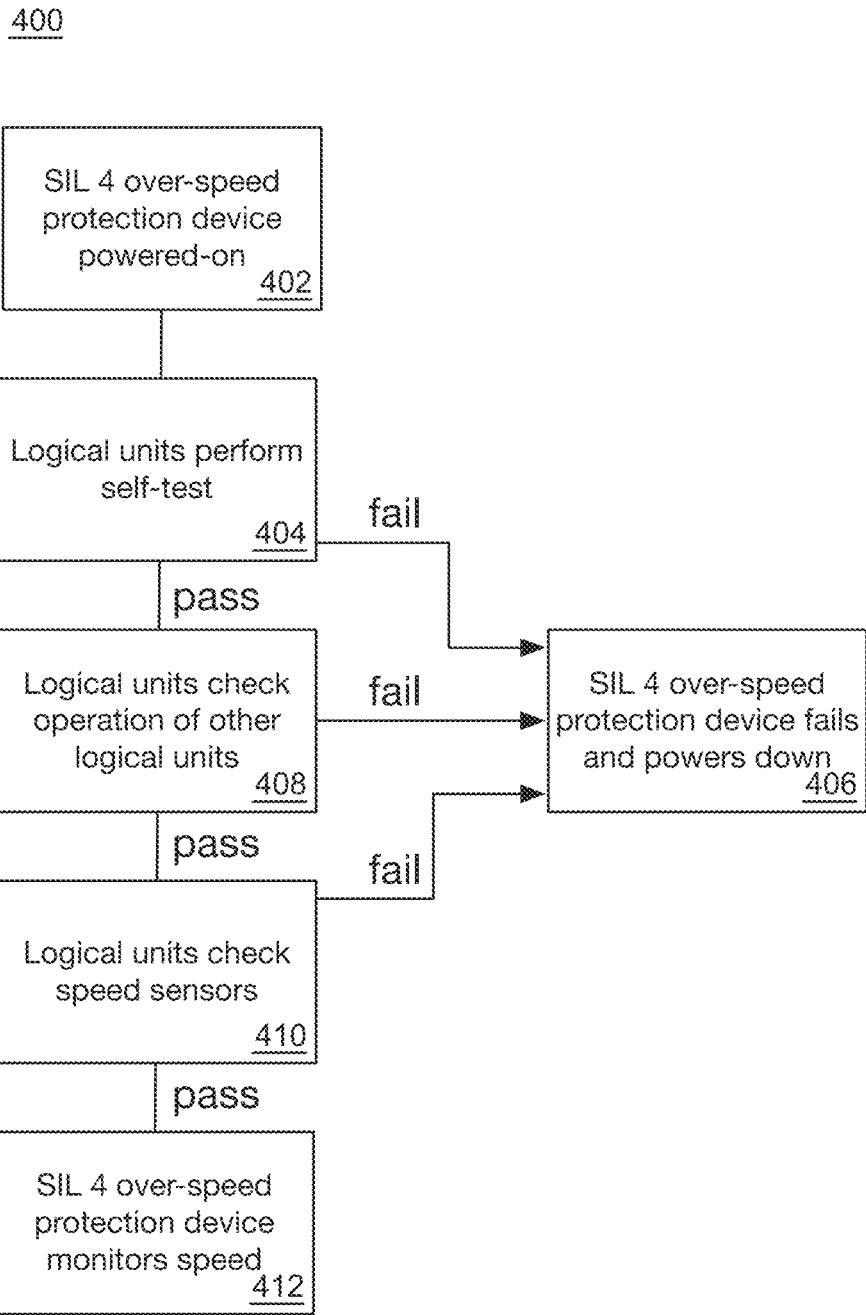 400
SIL 4 over-speed
protection device
powered-on
402
Logical units perform
self-test
404
fail
pass
Logical units check
operation of other
logical units
408
fail
SIL 4 over-speed
protection device fails
and powers down
406
pass
fail
Logical units check
speed sensors
410
pass
SIL 4 over-speed
protection device
monitors speed
412